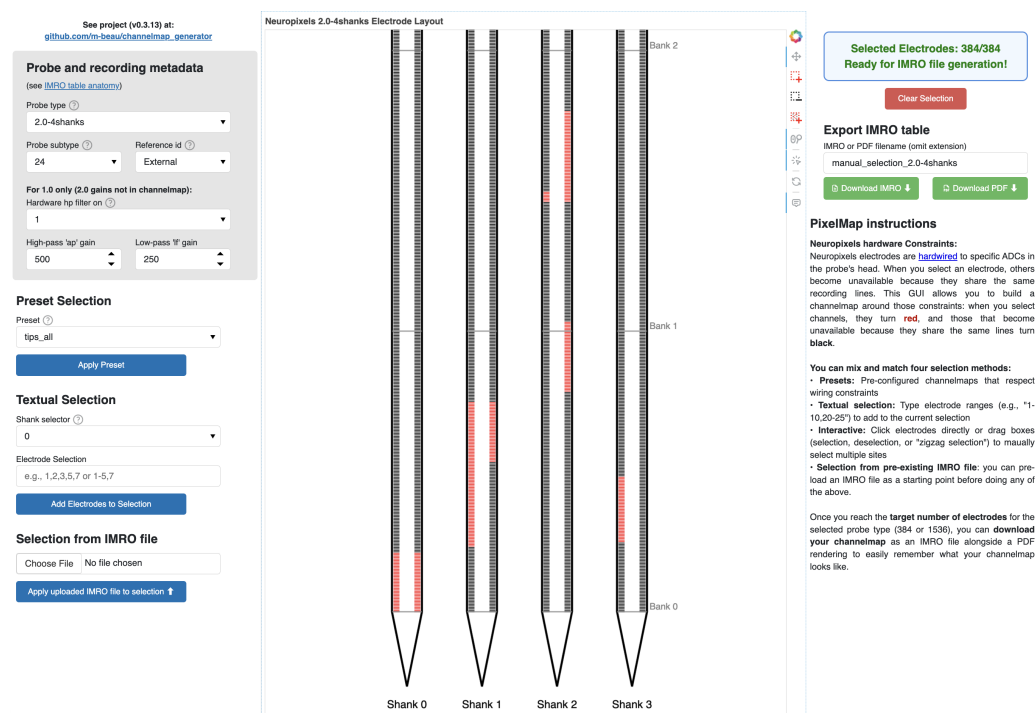 See project (v0.3.13) at:
github.com/m-beau/channelmap_generator
Probe and recording metadata
(see IMRO table anatomy)
Probe type ?
2.0-4shanks
Probe subtype ? Reference id ?
24 External
For 1.0 only (2.0 gains not in channelmap):
Hardware hp filter on ?
1
High-pass 'ap' gain Low-pass 'lf' gain
500 250
Preset Selection
Preset ?
tips_all
Apply Preset
Textual Selection
Shank selector ?
0
Electrode Selection
e.g., 1,2,3,5,7 or 1-5,7
Add Electrodes to Selection
Selection from IMRO file
Choose File No file chosen
Apply uploaded IMRO file to selection
Neuropixels 2.0-4shanks Electrode Layout
Bank 2
Bank 1
Bank 0
Shank 0 Shank 1 Shank 2 Shank 3
Selected Electrodes: 384/384
Ready for IMRO file generation!
Clear Selection
Export IMRO table
IMRO or PDF filename (omit extension)
manual_selection_2.0-4shanks
Download IMRO Download PDF
PixelMap instructions
Neuropixels hardware Constraints:
Neuropixels electrodes are hardwired to specific ADCs in
the probe's head. When you select an electrode, others
become unavailable because they share the same
recording lines. This GUI allows you to build a
channelmap around those constraints: when you select
channels, they turn red, and those that become
unavailable because they share the same lines turn
black.
You can mix and match four selection methods:
• Presets: Pre-configured channelmaps that respect
wiring constraints
• Textual selection: Type electrode ranges (e.g., "1-
10,20-25") to add to the current selection
• Interactive: Click electrodes directly or drag boxes
(selection, deselection, or "zigzag selection") to maually
select multiple sites
• Selection from pre-existing IMRO file: you can pre-
load an IMRO file as a starting point before doing any of
the above.
Once you reach the target number of electrodes for the
selected probe type (384 or 1536), you can download
your channelmap as an IMRO file alongside a PDF
rendering to easily remember what your channelmap
looks like.